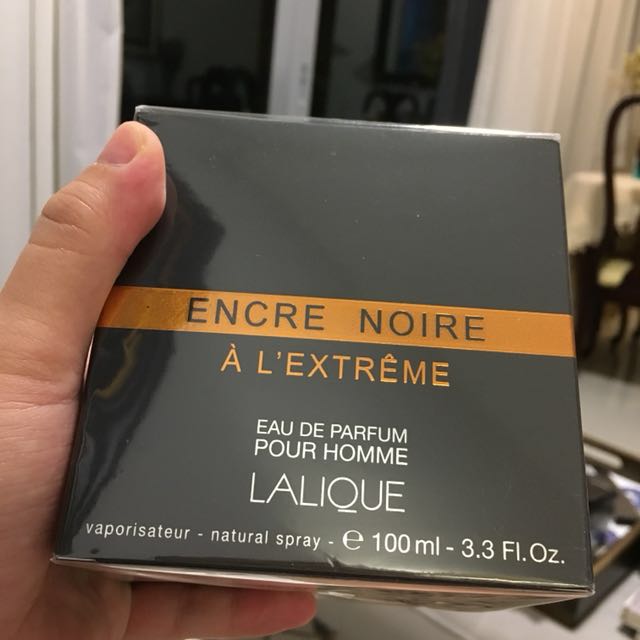 ENCRE NOIRE
À L'EXTRÊME
EAU DE PARFUM
POUR HOMME
LALIQUE
vaporisateur - natural spray - ℮ 100 ml - 3.3 Fl. Oz.